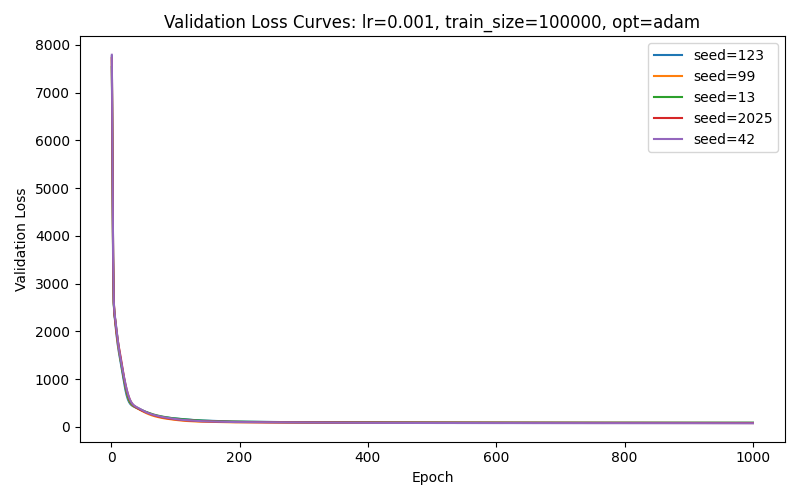 Validation Loss Curves: lr=0.001, train_size=100000, opt=adam
8000
7000
6000
5000
4000
3000
2000
1000
0
Validation Loss
seed=123
seed=99
seed=13
seed=2025
seed=42
0 200 400 600 800 1000
Epoch